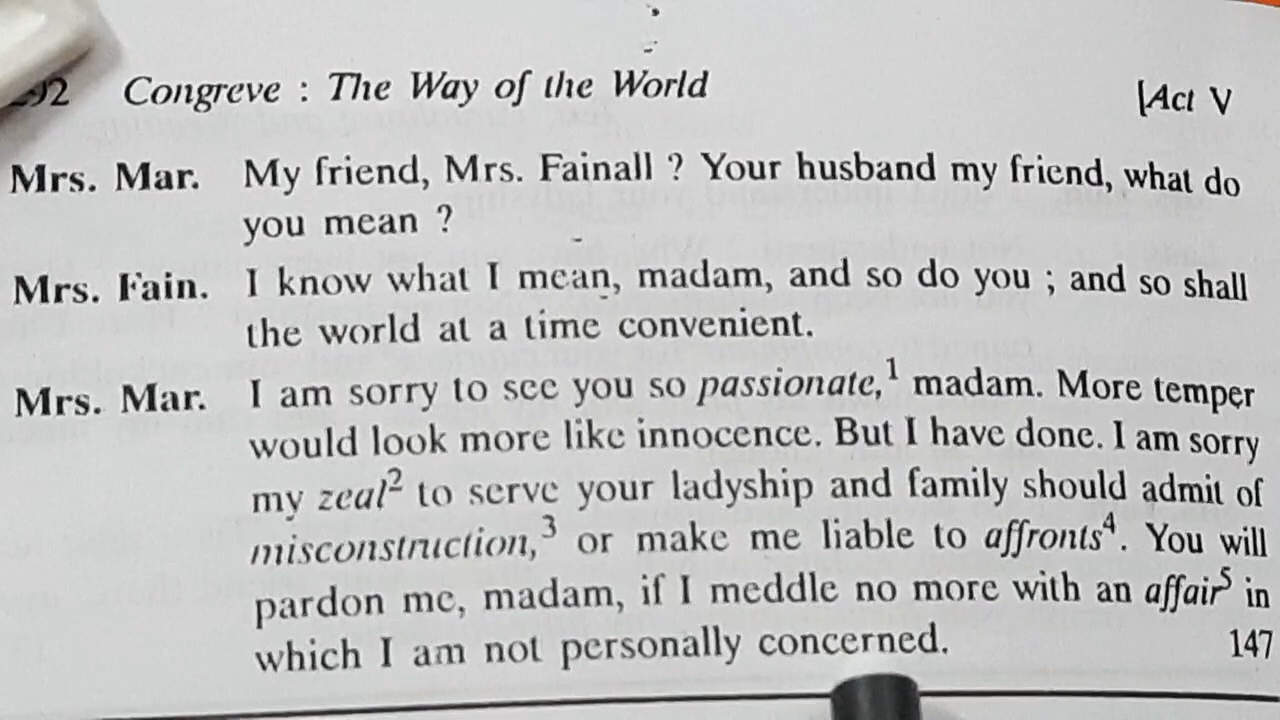 92 Congreve : The Way of the World [Act V
Mrs. Mar. My friend, Mrs. Fainall ? Your husband my friend, what do
you mean ?
Mrs. Fain. I know what I mean, madam, and so do you ; and so shall
the world at a time convenient.
Mrs. Mar. I am sorry to see you so passionate,¹ madam. More temper
would look more like innocence. But I have done. I am sorry
my zeal² to serve your ladyship and family should admit of
misconstruction,³ or make me liable to affronts⁴. You will
pardon me, madam, if I meddle no more with an affair⁵ in
which I am not personally concerned. 147